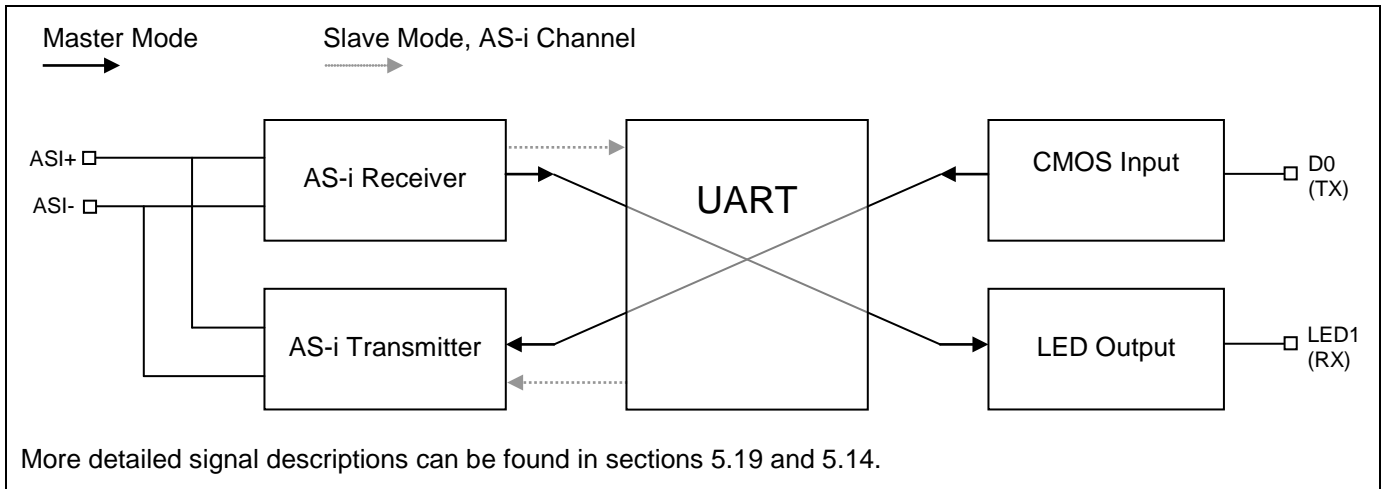 Master Mode
Slave Mode, AS-i Channel
ASI+
ASI-
AS-i Receiver
UART
CMOS Input
D0
(TX)
AS-i Transmitter
LED Output
LED1
(RX)
More detailed signal descriptions can be found in sections 5.19 and 5.14.